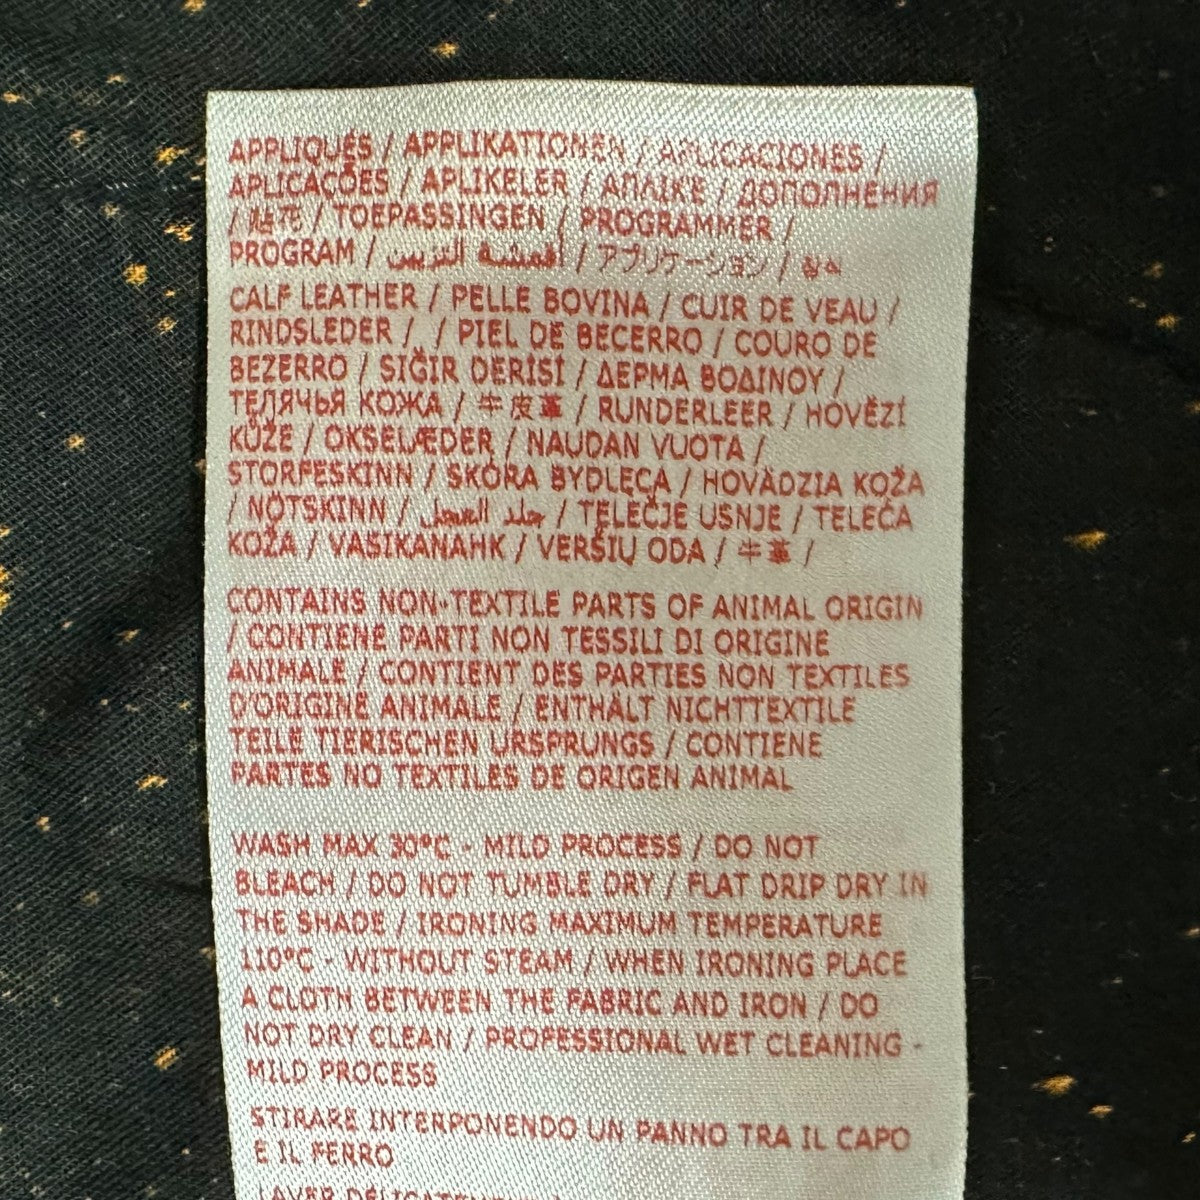 APPLIQUÉS / APPLIKATIONEN / APLICACIONES /
APLICAÇÕES / APLIKELER / ΑΠΛΙΚΕ / ДОПОЛНЕНИЯ
/ 贴花 / TOEPASSINGEN / PROGRAMMER /
PROGRAM / أقمشة التزيين / アプリケーション /
CALF LEATHER / PELLE BOVINA / CUIR DE VEAU /
RINDSLEDER / / PIEL DE BECERRO / COURO DE
BEZERRO / SIĞIR DERİSİ / ΔΕΡΜΑ ΒΟΔΙΝΟΥ /
ТЕЛЯЧЬЯ КОЖА / 牛皮革 / RUNDERLEER / HOVĚZÍ
KŮŽE / OKSELÆDER / NAUDAN VUOTA /
STORFESKINN / SKÓRA BYDLĘCA / HOVÄDZIA KOŽA
/ NÖTSKINN / جلد العجل / TELEČJE USNJE / TELEĆA
KOŽA / VASIKANAHK / VERŠIŲ ODA / 牛革 /
CONTAINS NON-TEXTILE PARTS OF ANIMAL ORIGIN
/ CONTIENE PARTI NON TESSILI DI ORIGINE
ANIMALE / CONTIENT DES PARTIES NON TEXTILES
D'ORIGINE ANIMALE / ENTHÄLT NICHTTEXTILE
TEILE TIERISCHEN URSPRUNGS / CONTIENE
PARTES NO TEXTILES DE ORIGEN ANIMAL
WASH MAX 30°C - MILD PROCESS / DO NOT
BLEACH / DO NOT TUMBLE DRY / FLAT DRIP DRY IN
THE SHADE / IRONING MAXIMUM TEMPERATURE
110°C - WITHOUT STEAM / WHEN IRONING PLACE
A CLOTH BETWEEN THE FABRIC AND IRON / DO
NOT DRY CLEAN / PROFESSIONAL WET CLEANING -
MILD PROCESS
STIRARE INTERPONENDO UN PANNO TRA IL CAPO
E IL FERRO
LAVER